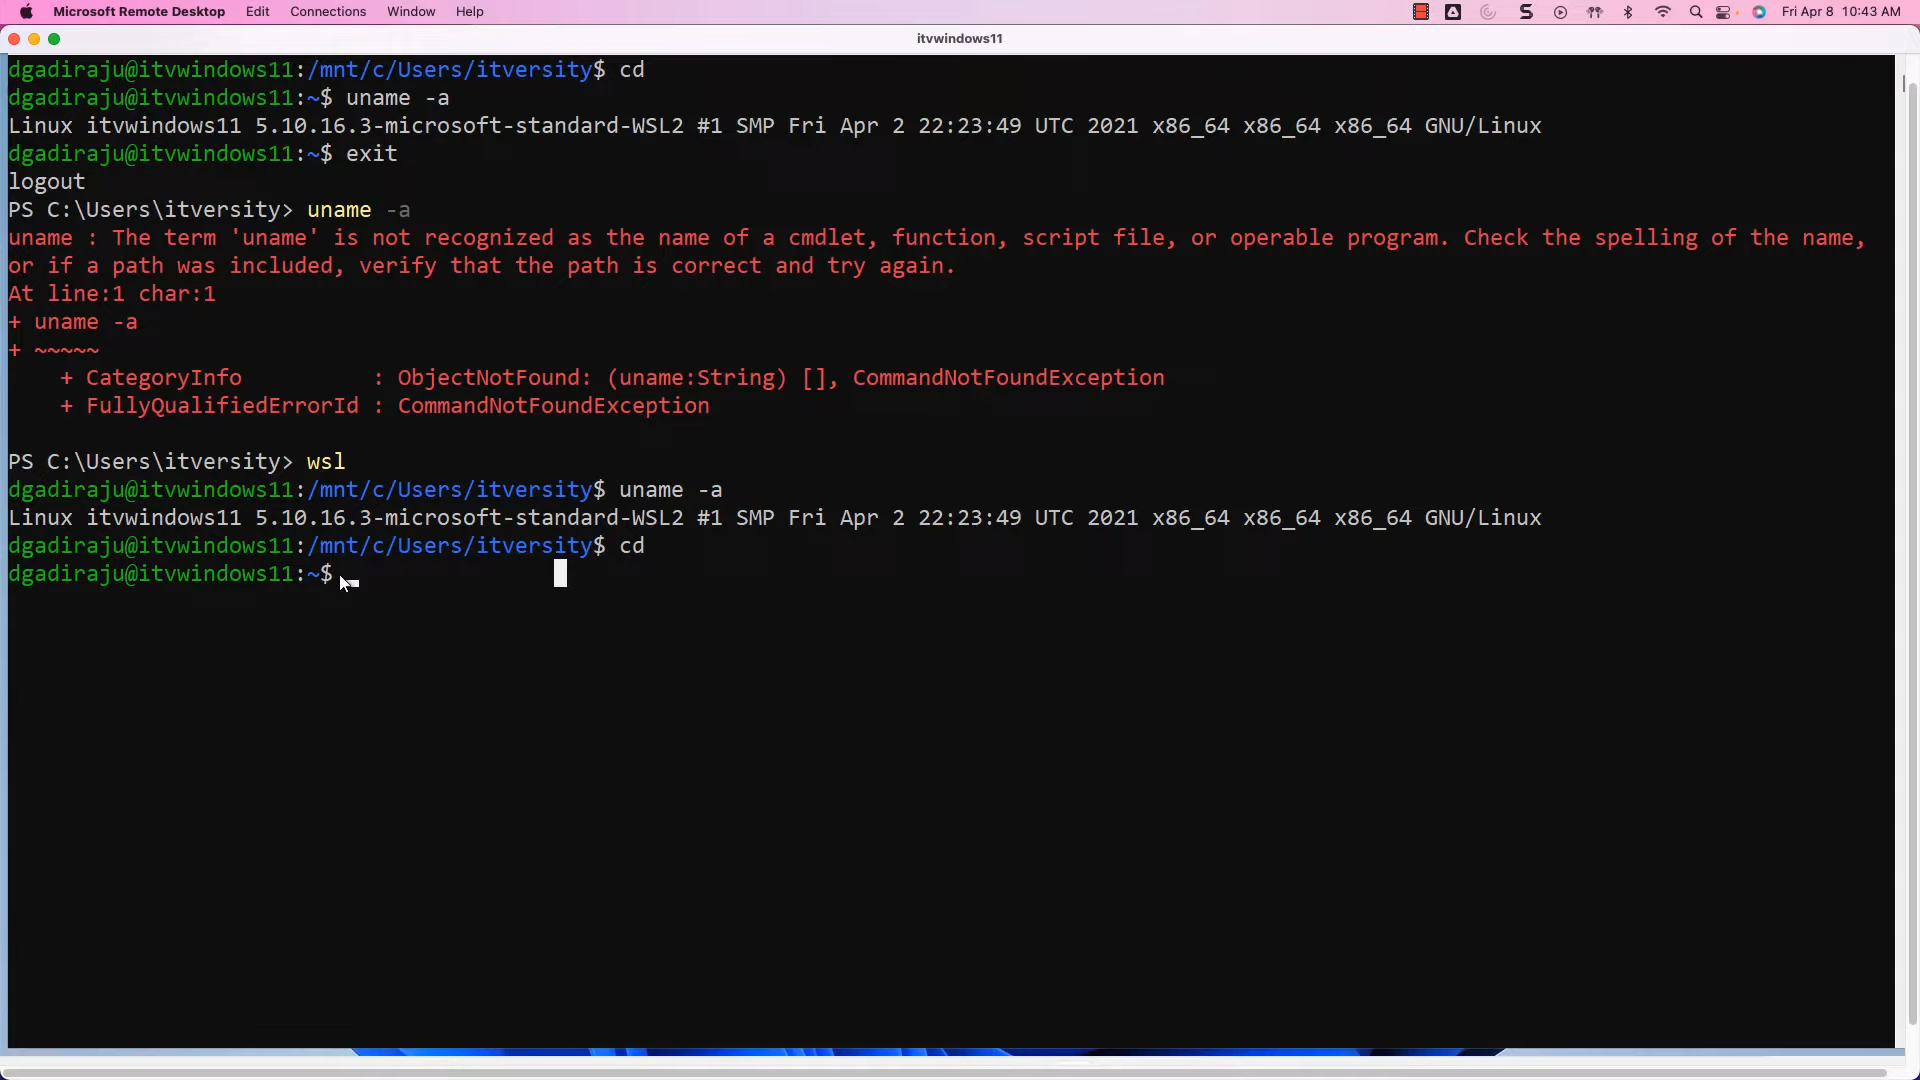 Microsoft Remote Desktop Edit Connections Window Help Fri Apr 8 10:43 AM
itvwindows11
dgadiraju@itvwindows11:/mnt/c/Users/itversity$ cd
dgadiraju@itvwindows11:~$ uname -a
Linux itvwindows11 5.10.16.3-microsoft-standard-WSL2 #1 SMP Fri Apr 2 22:23:49 UTC 2021 x86_64 x86_64 x86_64 GNU/Linux
dgadiraju@itvwindows11:~$ exit
logout
PS C:\Users\itversity> uname -a
uname : The term 'uname' is not recognized as the name of a cmdlet, function, script file, or operable program. Check the spelling of the name,
or if a path was included, verify that the path is correct and try again.
At line:1 char:1
+ uname -a
+ ~~~~~
+ CategoryInfo : ObjectNotFound: (uname:String) [], CommandNotFoundException
+ FullyQualifiedErrorId : CommandNotFoundException
PS C:\Users\itversity> wsl
dgadiraju@itvwindows11:/mnt/c/Users/itversity$ uname -a
Linux itvwindows11 5.10.16.3-microsoft-standard-WSL2 #1 SMP Fri Apr 2 22:23:49 UTC 2021 x86_64 x86_64 x86_64 GNU/Linux
dgadiraju@itvwindows11:/mnt/c/Users/itversity$ cd
dgadiraju@itvwindows11:~$